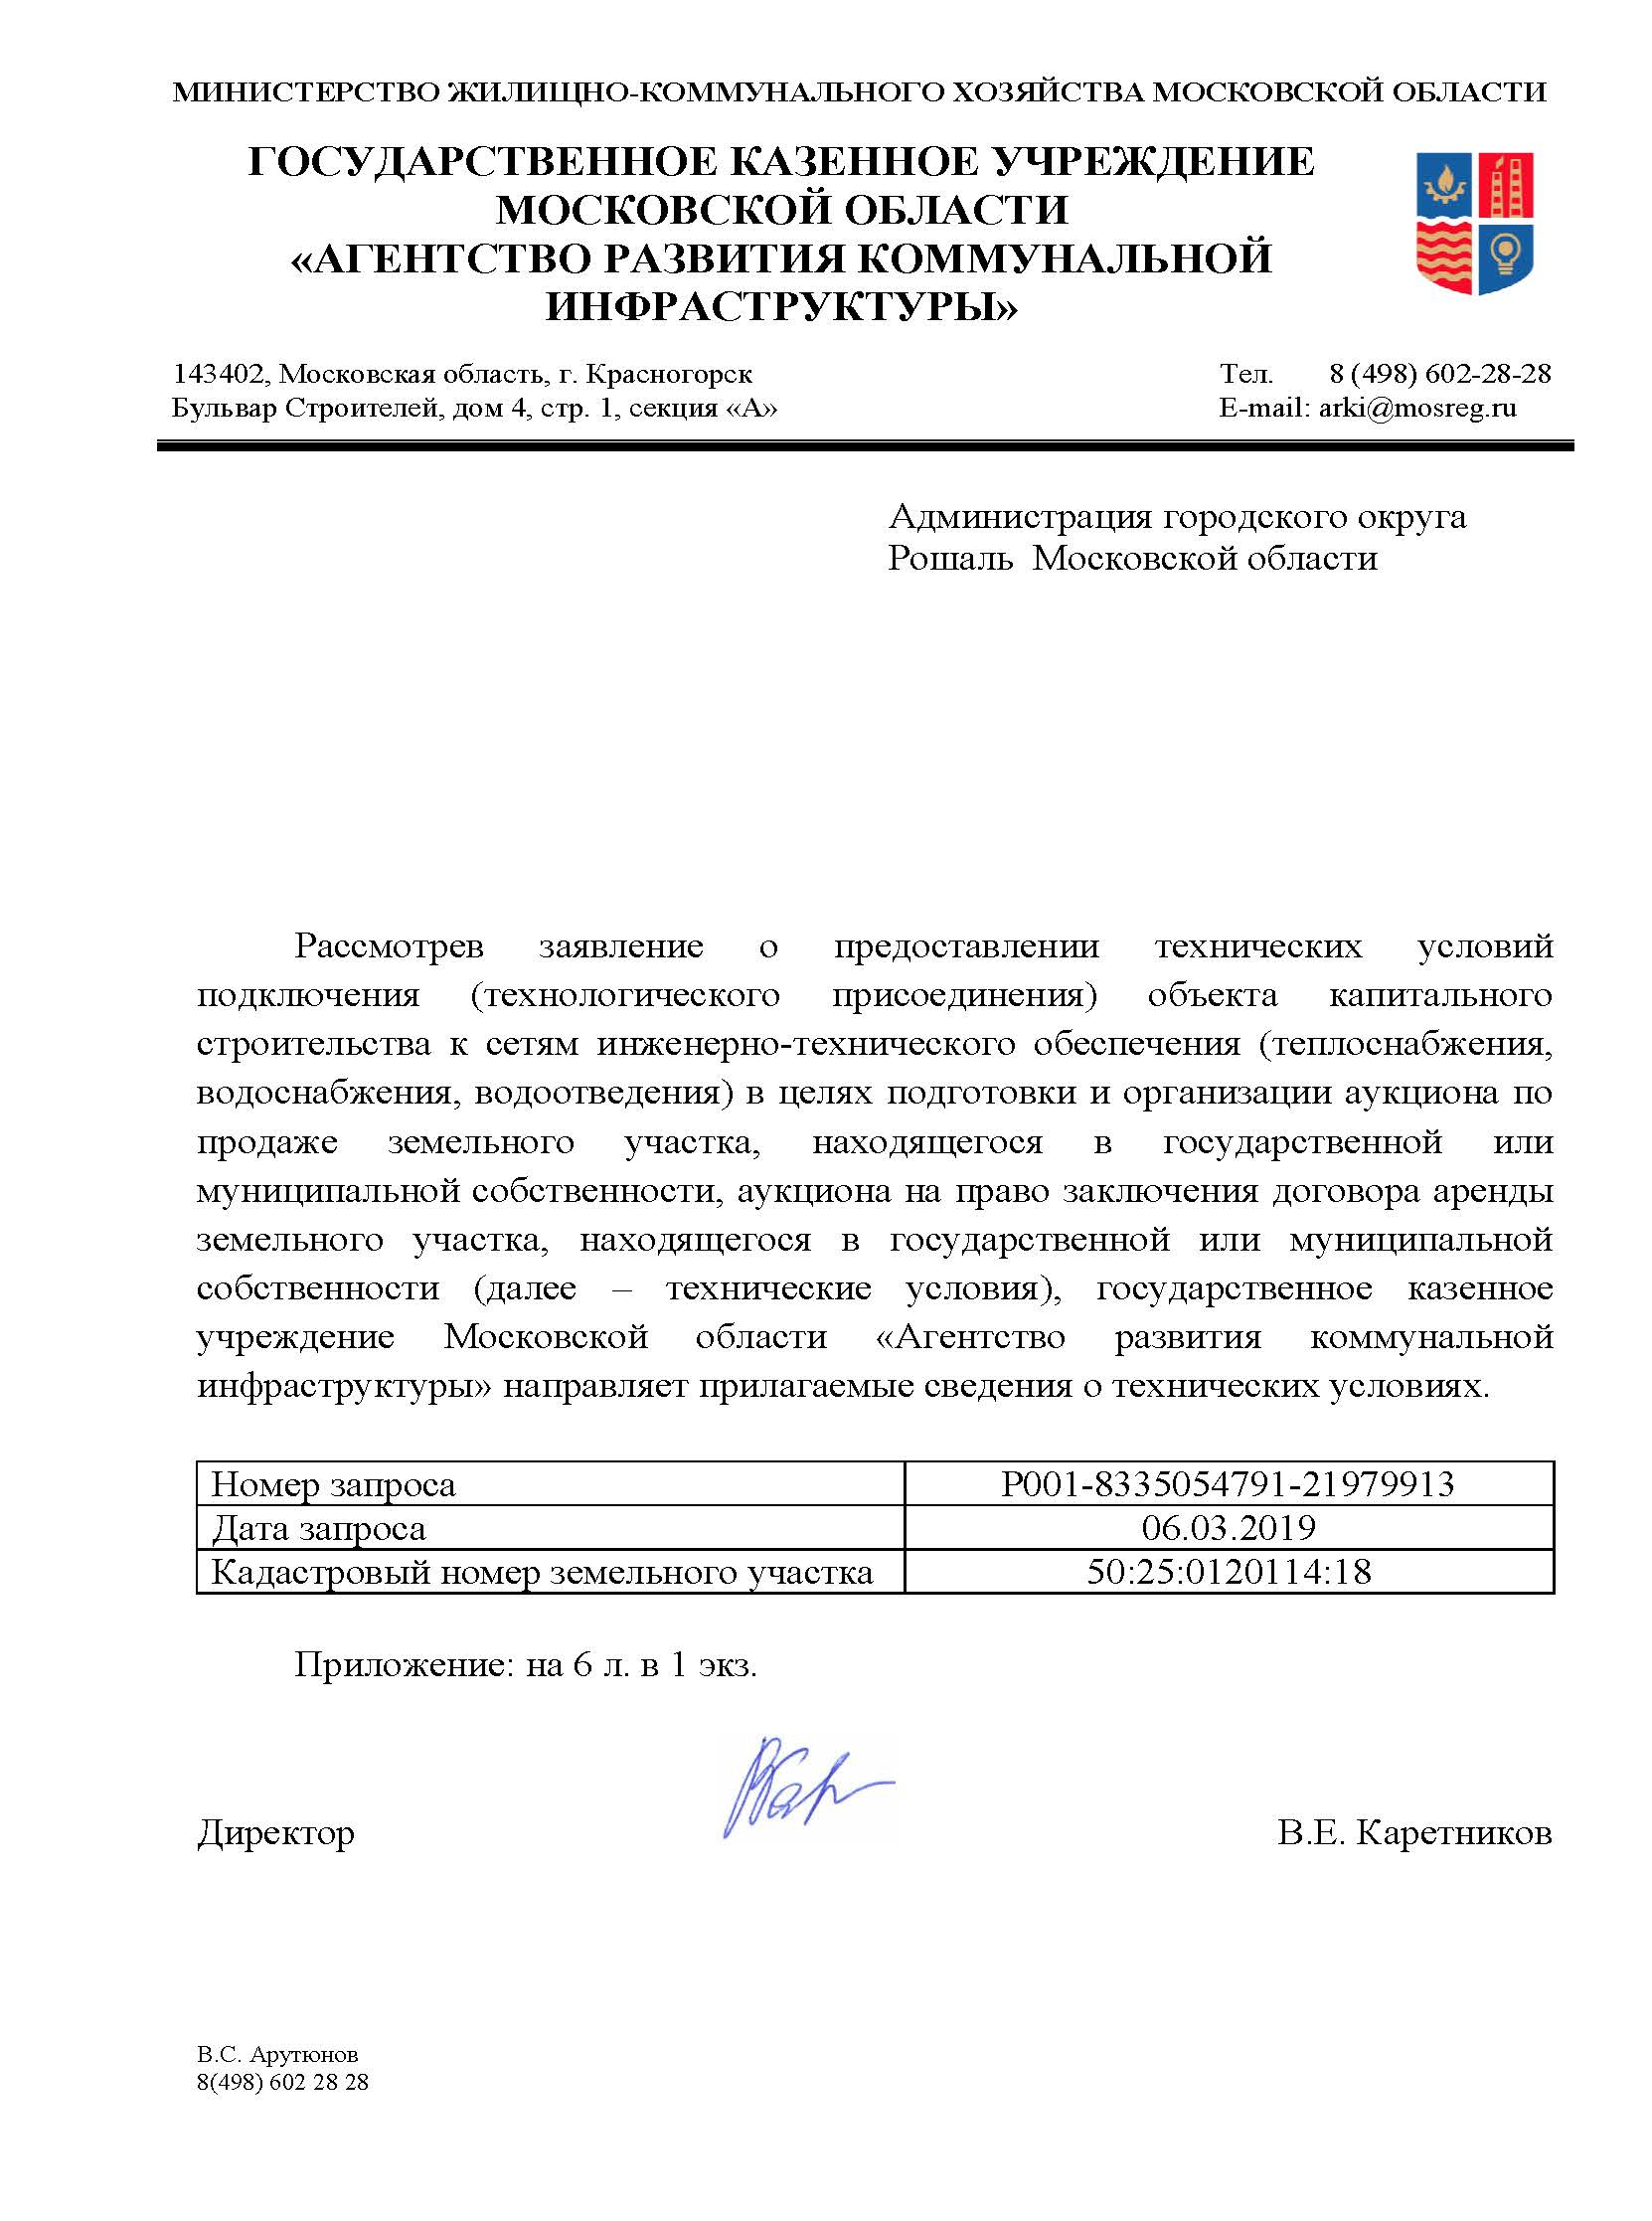 МИНИСТЕРСТВО ЖИЛИЩНО-КОММУНАЛЬНОГО ХОЗЯЙСТВА МОСКОВСКОЙ ОБЛАСТИ
ГОСУДАРСТВЕННОЕ КАЗЕННОЕ УЧРЕЖДЕНИЕ
МОСКОВСКОЙ ОБЛАСТИ
«АГЕНТСТВО РАЗВИТИЯ КОММУНАЛЬНОЙ
ИНФРАСТРУКТУРЫ»
143402, Московская область, г. Красногорск
Бульвар Строителей, дом 4, стр. 1, секция «А»
Тел. 8 (498) 602-28-28
E-mail: arki@mosreg.ru
Администрация городского округа
Рошаль Московской области
Рассмотрев заявление о предоставлении технических условий
подключения (технологического присоединения) объекта капитального
строительства к сетям инженерно-технического обеспечения (теплоснабжения,
водоснабжения, водоотведения) в целях подготовки и организации аукциона по
продаже земельного участка, находящегося в государственной или
муниципальной собственности, аукциона на право заключения договора аренды
земельного участка, находящегося в государственной или муниципальной
собственности (далее – технические условия), государственное казенное
учреждение Московской области «Агентство развития коммунальной
инфраструктуры» направляет прилагаемые сведения о технических условиях.
Номер запроса P001-8335054791-21979913
Дата запроса 06.03.2019
Кадастровый номер земельного участка 50:25:0120114:18
Приложение: на 6 л. в 1 экз.
Директор В.Е. Каретников
В.С. Арутюнов
8(498) 602 28 28